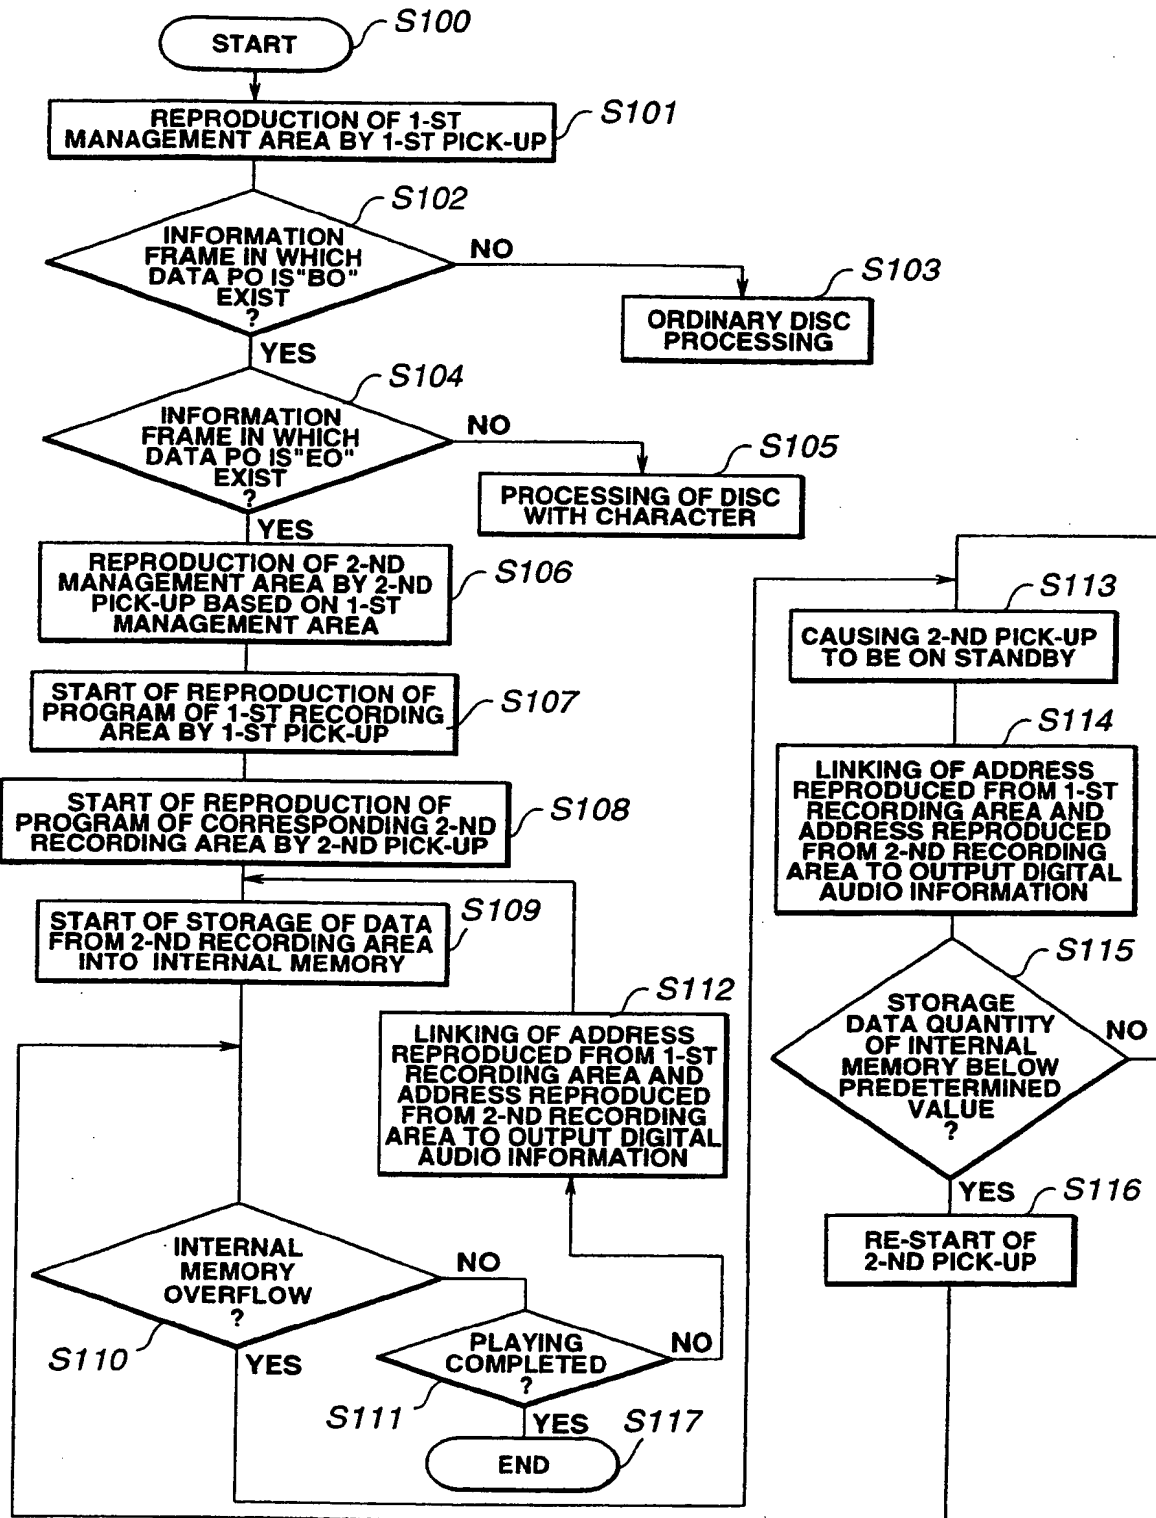 START
S100
REPRODUCTION OF 1-ST
MANAGEMENT AREA BY 1-ST PICK-UP
S101
S102
INFORMATION
FRAME IN WHICH
DATA PO IS"BO"
EXIST
?
NO
YES
S103
ORDINARY DISC
PROCESSING
S104
INFORMATION
FRAME IN WHICH
DATA PO IS"EO"
EXIST
?
NO
YES
S105
PROCESSING OF DISC
WITH CHARACTER
REPRODUCTION OF 2-ND
MANAGEMENT AREA BY 2-ND
PICK-UP BASED ON 1-ST
MANAGEMENT AREA
S106
START OF REPRODUCTION OF
PROGRAM OF 1-ST RECORDING
AREA BY 1-ST PICK-UP
S107
START OF REPRODUCTION OF
PROGRAM OF CORRESPONDING 2-ND
RECORDING AREA BY 2-ND PICK-UP
S108
START OF STORAGE OF DATA
FROM 2-ND RECORDING AREA
INTO INTERNAL MEMORY
S109
S112
LINKING OF ADDRESS
REPRODUCED FROM 1-ST
RECORDING AREA AND
ADDRESS REPRODUCED
FROM 2-ND RECORDING
AREA TO OUTPUT DIGITAL
AUDIO INFORMATION
INTERNAL
MEMORY
OVERFLOW
?
NO
S110
YES
PLAYING
COMPLETED
?
NO
S111
YES
S117
END
S113
CAUSING 2-ND PICK-UP
TO BE ON STANDBY
S114
LINKING OF ADDRESS
REPRODUCED FROM 1-ST
RECORDING AREA AND
ADDRESS REPRODUCED
FROM 2-ND RECORDING
AREA TO OUTPUT DIGITAL
AUDIO INFORMATION
S115
STORAGE
DATA QUANTITY
OF INTERNAL
MEMORY BELOW
PREDETERMINED
VALUE
?
NO
YES
S116
RE-START OF
2-ND PICK-UP